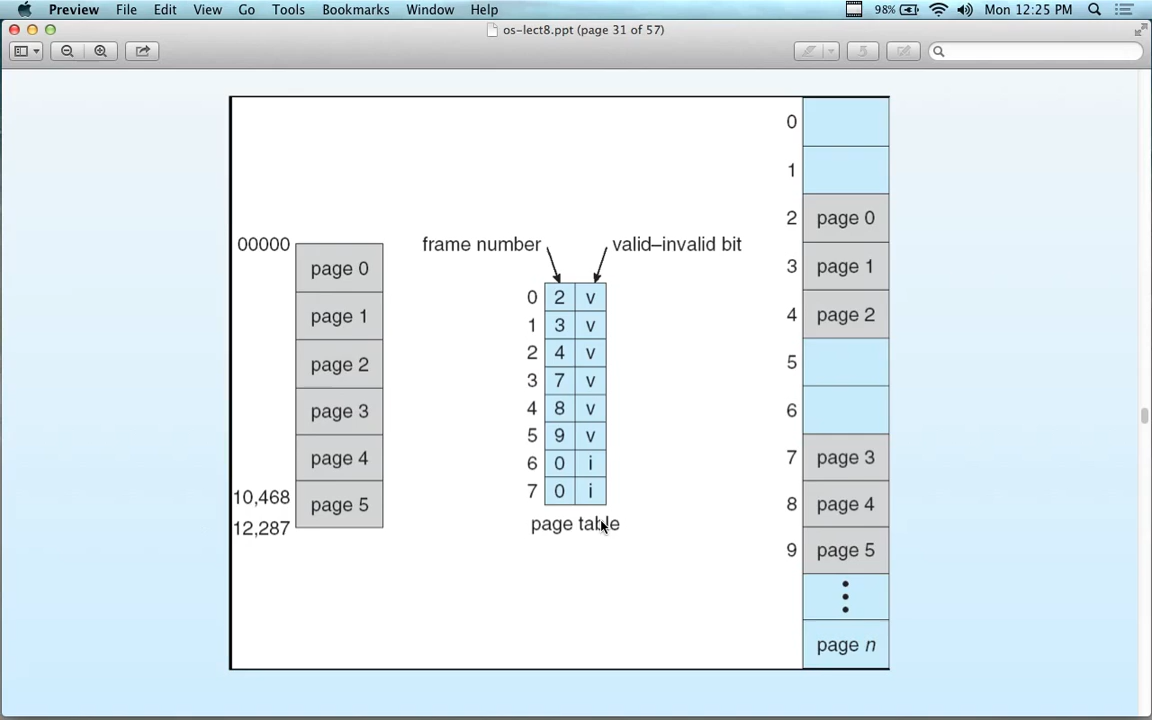 Preview File Edit View Go Tools Bookmarks Window Help 98% Mon 12:25 PM
os-lect8.ppt (page 31 of 57)
5
0
1
2 page 0
3 page 1
4 page 2
5
6
7 page 3
8 page 4
9 page 5
page n
00000
page 0
page 1
page 2
page 3
page 4
10,468 page 5
12,287
frame number valid–invalid bit
0 2 v
1 3 v
2 4 v
3 7 v
4 8 v
5 9 v
6 0 i
7 0 i
page table